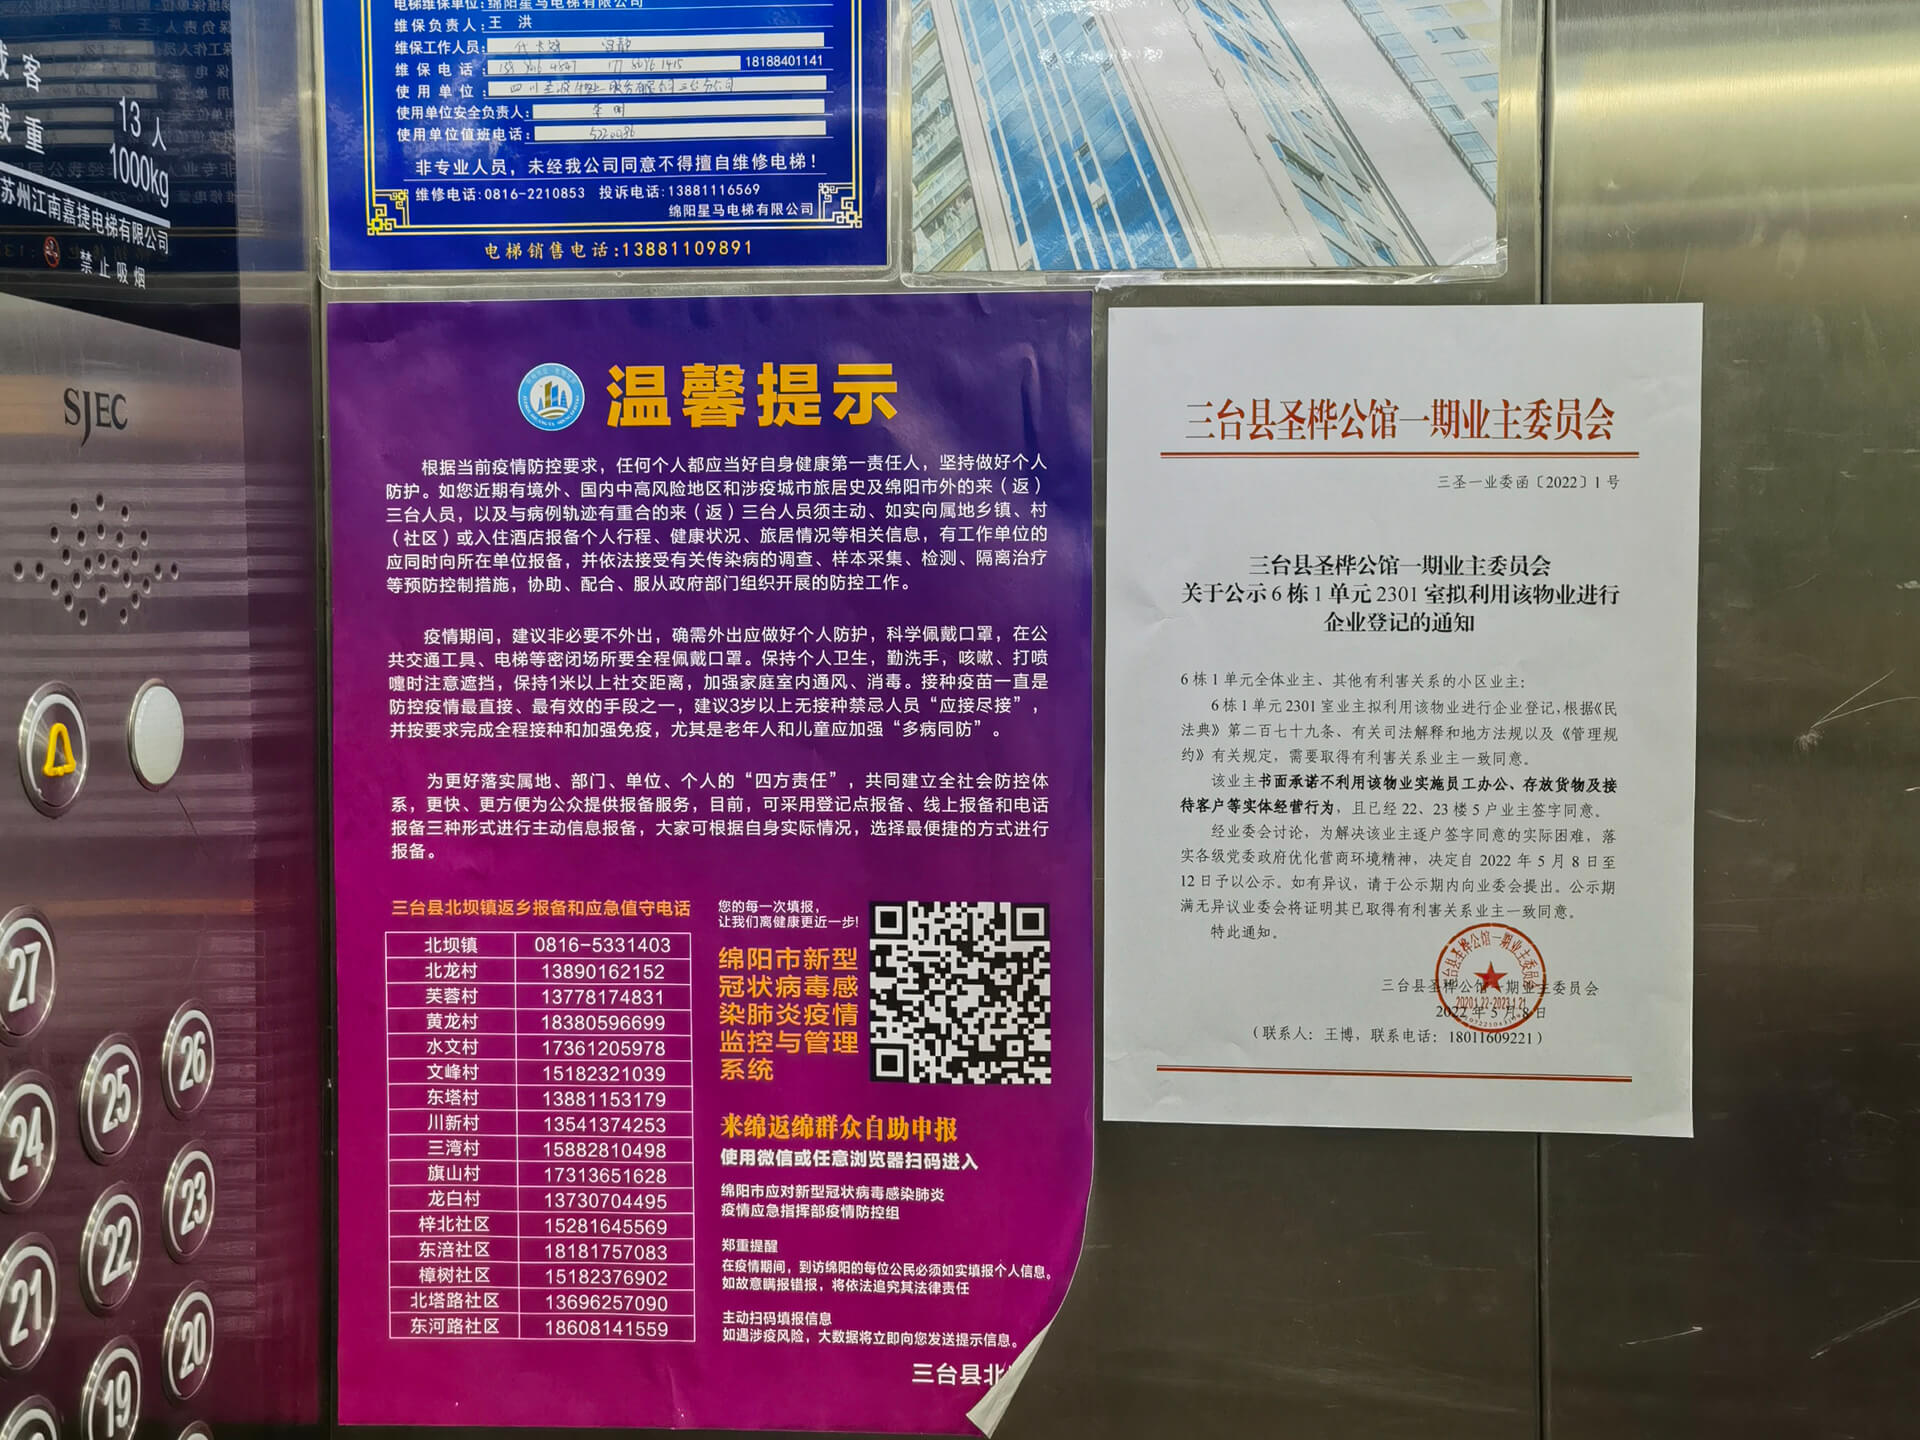 客
载重
13人
1000kg
苏州江南嘉捷电梯有限公司
禁止吸烟
SJEC
27
26
25
24
23
22
21
20
19
电梯维保单位:绵阳星马电梯有限公司
维保负责人:王 洪
维保工作人员:
维保电话: 18188401141
使用单位:
使用单位安全负责人:
使用单位值班电话:
非专业人员，未经我公司同意不得擅自维修电梯！
维修电话:0816-2210853 投诉电话:13881116569
绵阳星马电梯有限公司
电梯销售电话:13881109891
温馨提示
根据当前疫情防控要求，任何个人都应当好自身健康第一责任人，坚持做好个人
防护。如您近期有境外、国内中高风险地区和涉疫城市旅居史及绵阳市外的来（返）
三台人员，以及与病例轨迹有重合的来（返）三台人员须主动、如实向属地乡镇、村
（社区）或入住酒店报备个人行程、健康状况、旅居情况等相关信息，有工作单位的
应同时向所在单位报备，并依法接受有关传染病的调查、样本采集、检测、隔离治疗
等预防控制措施，协助、配合、服从政府部门组织开展的防控工作。
疫情期间，建议非必要不外出，确需外出应做好个人防护，科学佩戴口罩，在公
共交通工具、电梯等密闭场所要全程佩戴口罩。保持个人卫生，勤洗手，咳嗽、打喷
嚏时注意遮挡，保持1米以上社交距离，加强家庭室内通风、消毒。接种疫苗一直是
防控疫情最直接、最有效的手段之一，建议3岁以上无接种禁忌人员“应接尽接”，
并按要求完成全程接种和加强免疫，尤其是老年人和儿童应加强“多病同防”。
为更好落实属地、部门、单位、个人的“四方责任”，共同建立全社会防控体
系，更快、更方便为公众提供报备服务，目前，可采用登记点报备、线上报备和电话
报备三种形式进行主动信息报备，大家可根据自身实际情况，选择最便捷的方式进行
报备。
三台县北坝镇返乡报备和应急值守电话
北坝镇 0816-5331403
北龙村 13890162152
芙蓉村 13778174831
黄龙村 18380596699
水文村 17361205978
文峰村 15182321039
东塔村 13881153179
川新村 13541374253
三湾村 15882810498
旗山村 17313651628
龙白村 13730704495
梓北社区 15281645569
东涪社区 18181757083
樟树社区 15182376902
北塔路社区 13696257090
东河路社区 18608141559
您的每一次填报，
让我们离健康更近一步!
绵阳市新型
冠状病毒感
染肺炎疫情
监控与管理
系统
来绵返绵群众自助申报
使用微信或任意浏览器扫码进入
绵阳市应对新型冠状病毒感染肺炎
疫情应急指挥部疫情防控组
郑重提醒
在疫情期间，到访绵阳的每位公民必须如实填报个人信息。
如故意瞒报错报，将依法追究其法律责任
主动扫码填报信息
如遇涉疫风险，大数据将立即向您发送提示信息。
三台县北
三台县圣桦公馆一期业主委员会
三圣一业委函〔2022〕1号
三台县圣桦公馆一期业主委员会
关于公示6栋1单元2301室拟利用该物业进行
企业登记的通知
6栋1单元全体业主、其他有利害关系的小区业主:
6栋1单元2301室业主拟利用该物业进行企业登记,根据《民
法典》第二百七十九条、有关司法解释和地方法规以及《管理规
约》有关规定，需要取得有利害关系业主一致同意。
该业主书面承诺不利用该物业实施员工办公、存放货物及接
待客户等实体经营行为，且已经22、23楼5户业主签字同意。
经业委会讨论，为解决该业主逐户签字同意的实际困难，落
实各级党委政府优化营商环境精神，决定自2022年5月8日至
12日予以公示。如有异议，请于公示期内向业委会提出。公示期
满无异议业委会将证明其已取得有利害关系业主一致同意。
特此通知。
三台县圣桦公馆一期业主委员会
2022年5月8日
（联系人：王博，联系电话：18011609221）
三台县圣桦公馆一期业主委员会
2020.1.22-2023.1.21